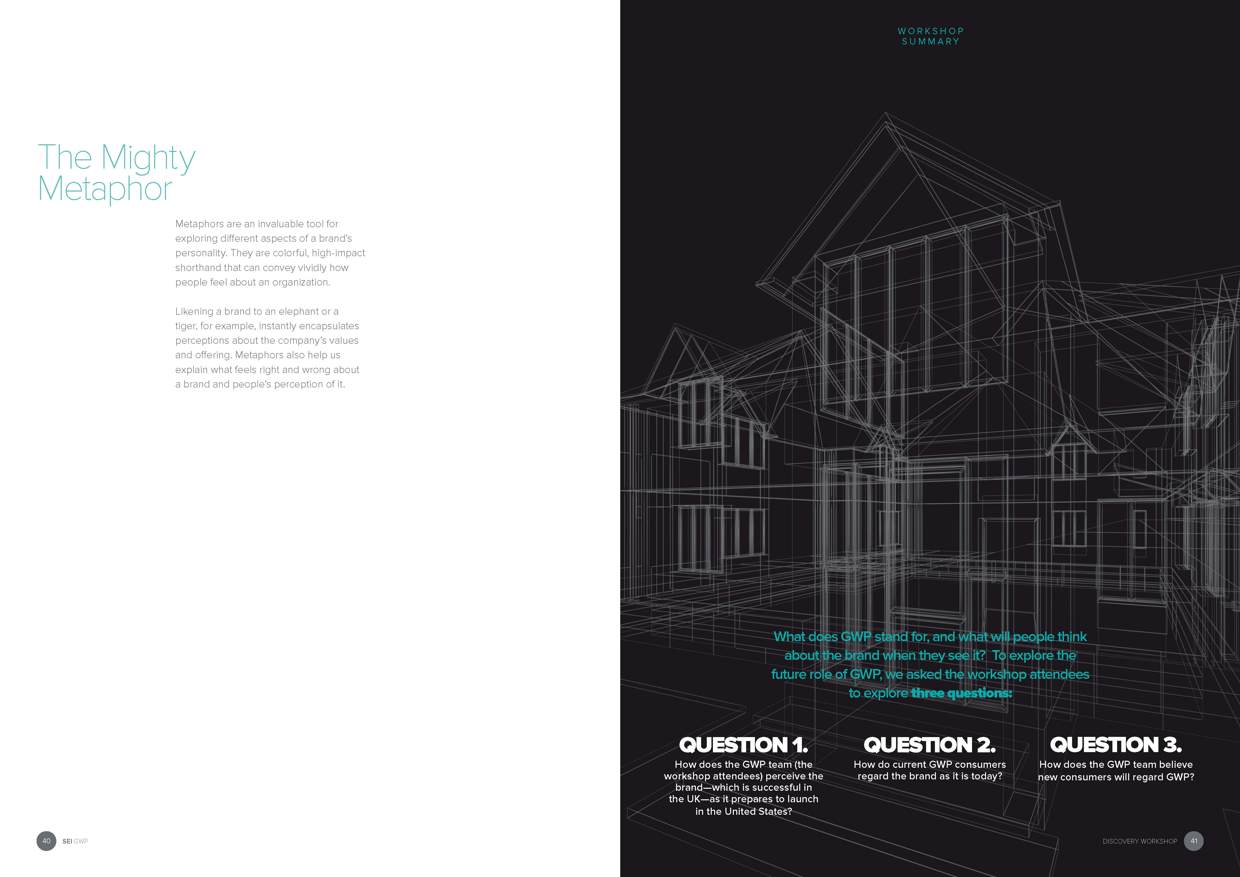 The Mighty
Metaphor
Metaphors are an invaluable tool for
exploring different aspects of a brand's
personality. They are colorful, high-impact
shorthand that can convey vividly how
people feel about an organization.
Likening a brand to an elephant or a
tiger, for example, instantly encapsulates
perceptions about the company's values
and offering. Metaphors also help us
explain what feels right and wrong about
a brand and people's perception of it.
40 SEI GWP
WORKSHOP
SUMMARY
What does GWP stand for, and what will people think
about the brand when they see it? To explore the
future role of GWP, we asked the workshop attendees
to explore three questions:
QUESTION 1.
How does the GWP team (the
workshop attendees) perceive the
brand—which is successful in
the UK—as it prepares to launch
in the United States?
QUESTION 2.
How do current GWP consumers
regard the brand as it is today?
QUESTION 3.
How does the GWP team believe
new consumers will regard GWP?
DISCOVERY WORKSHOP 41